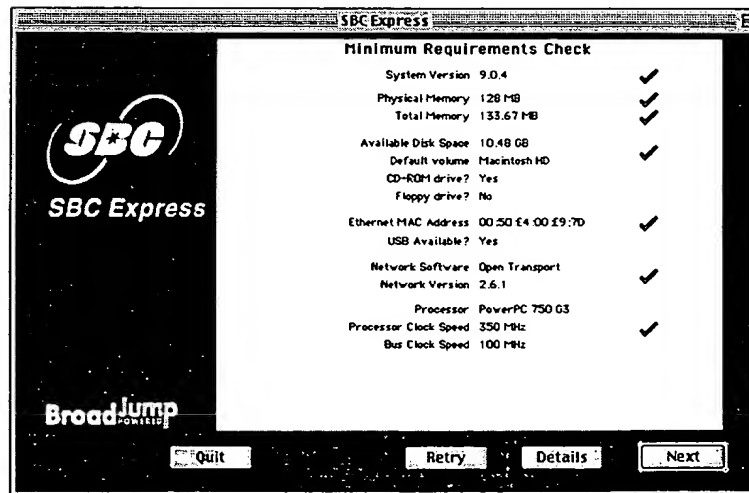 SBC Express
Minimum Requirements Check
System Version 9.0.4
Physical Memory 128 MB
Total Memory 133.67 MB
Available Disk Space 10.48 GB
Default volume Macintosh HD
CD-ROM drive? Yes
Floppy drive? No
Ethernet MAC Address 00:50:E4:00:E9:7D
USB Available? Yes
Network Software Open Transport
Network Version 2.6.1
Processor PowerPC 750 G3
Processor Clock Speed 350 MHz
Bus Clock Speed 100 MHz
SBC
SBC Express
BroadJump
POWERED
Quit
Retry
Details
Next